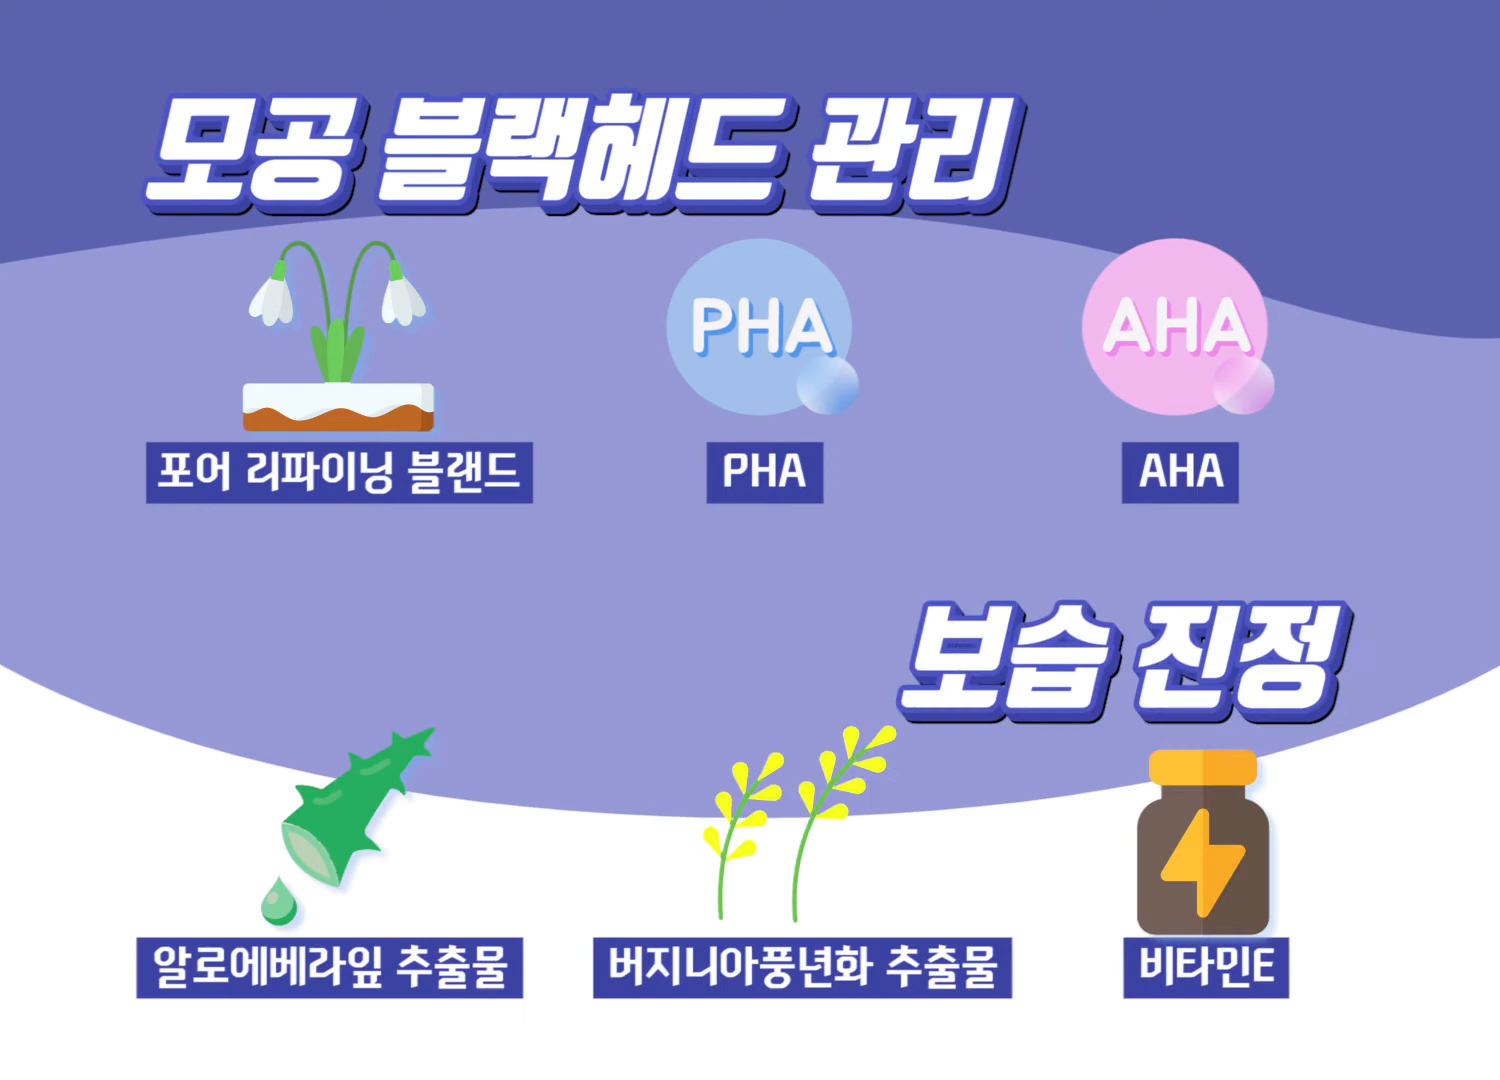 모공 블랙헤드 관리
PHA
AHA
포어 리파이닝 블랜드
PHA
AHA
보습 진정
알로에베라잎 추출물
버지니아풍년화 추출물
비타민E